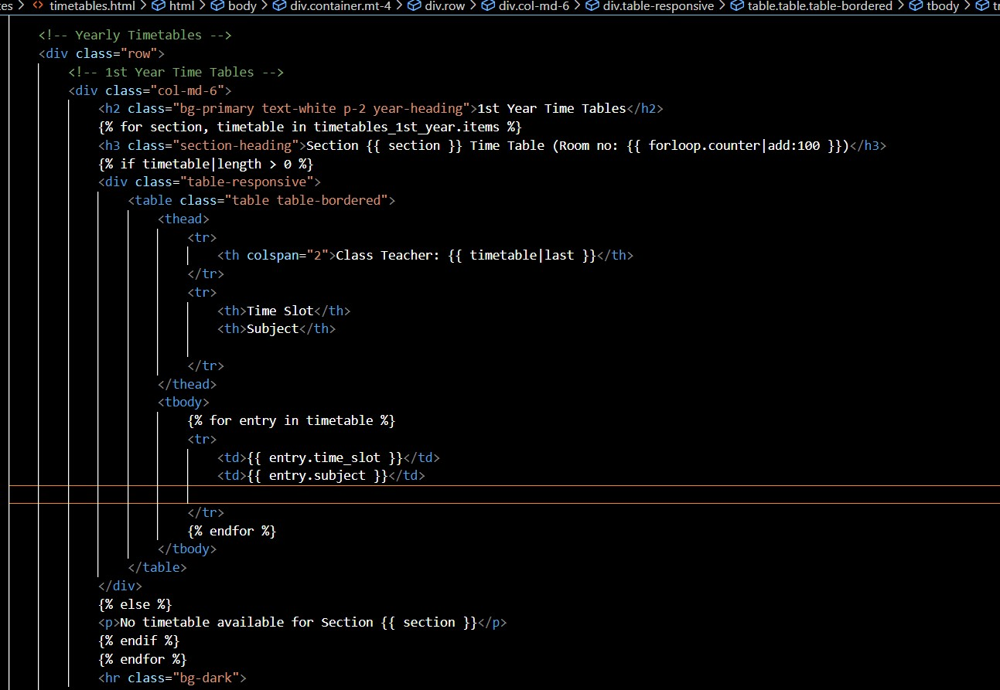 es > <> timetables.html > html > body > div.container.mt-4 > div.row > div.col-md-6 > div.table-responsive > table.table.table-bordered > tbody > tr
<!-- Yearly Timetables -->
<div class="row">
<!-- 1st Year Time Tables -->
<div class="col-md-6">
<h2 class="bg-primary text-white p-2 year-heading">1st Year Time Tables</h2>
{% for section, timetable in timetables_1st_year.items %}
<h3 class="section-heading">Section {{ section }} Time Table (Room no: {{ forloop.counter|add:100 }})</h3>
{% if timetable|length > 0 %}
<div class="table-responsive">
<table class="table table-bordered">
<thead>
<tr>
<th colspan="2">Class Teacher: {{ timetable|last }}</th>
</tr>
<tr>
<th>Time Slot</th>
<th>Subject</th>
</tr>
</thead>
<tbody>
{% for entry in timetable %}
<tr>
<td>{{ entry.time_slot }}</td>
<td>{{ entry.subject }}</td>
</tr>
{% endfor %}
</tbody>
</table>
</div>
{% else %}
<p>No timetable available for Section {{ section }}</p>
{% endif %}
{% endfor %}
<hr class="bg-dark">